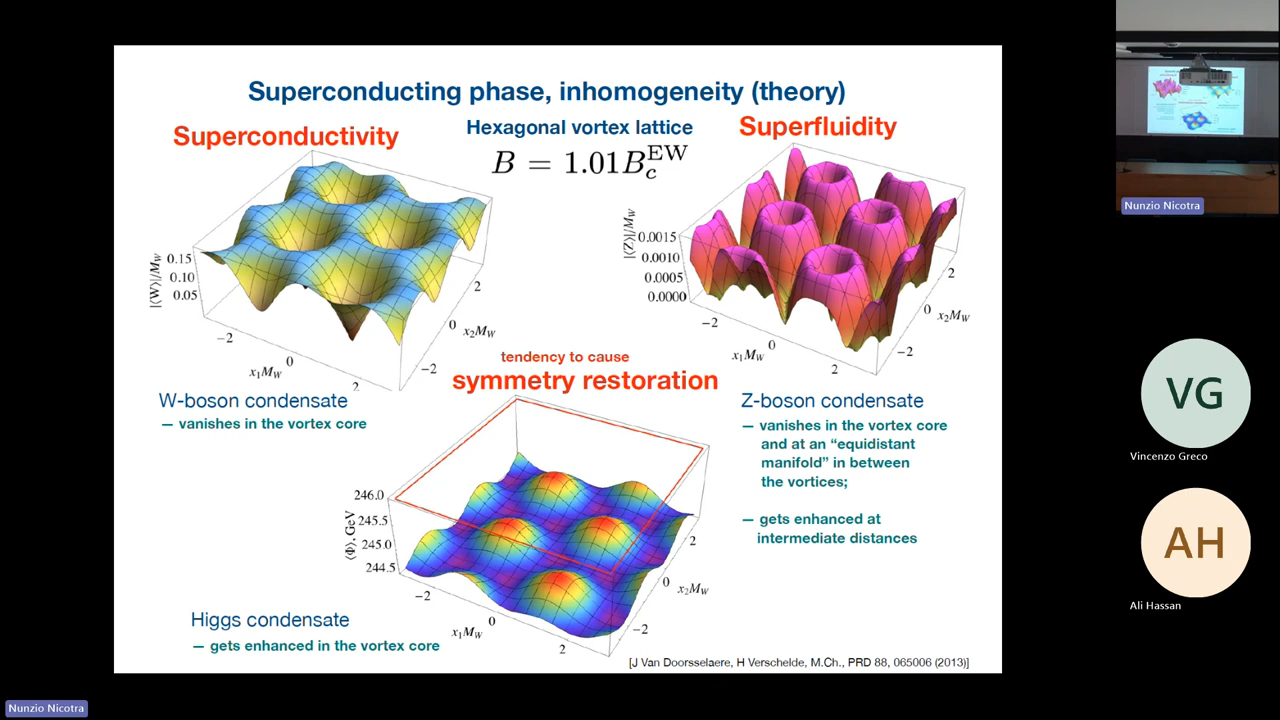 Superconducting phase, inhomogeneity (theory)
Superconductivity
Hexagonal vortex lattice
Superfluidity
B = 1.01B_c^EW
|⟨W⟩|/M_W
0.15
0.10
0.05
−2
0
2
x₁M_W
2
0
−2
x₂M_W
|⟨Z⟩|/M_W
0.0015
0.0010
0.0005
0.0000
−2
0
2
x₁M_W
2
0
−2
x₂M_W
tendency to cause
symmetry restoration
W-boson condensate
— vanishes in the vortex core
Z-boson condensate
— vanishes in the vortex core
and at an “equidistant
manifold” in between
the vortices;
— gets enhanced at
intermediate distances
⟨Φ⟩, GeV
246.0
245.5
245.0
244.5
−2
0
2
x₁M_W
2
0
−2
x₂M_W
Higgs condensate
— gets enhanced in the vortex core
[J Van Doorsselaere, H Verschelde, M.Ch., PRD 88, 065006 (2013)]
Nunzio Nicotra
VG
Vincenzo Greco
AH
Ali Hassan
Nunzio Nicotra